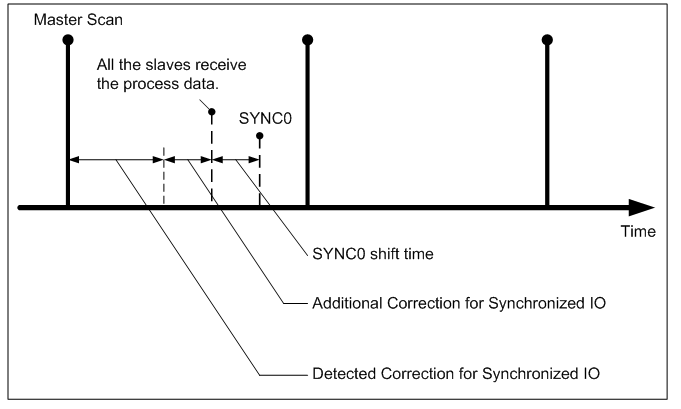 Master Scan
All the slaves receive
the process data.
SYNC0
Time
SYNC0 shift time
Additional Correction for Synchronized IO
Detected Correction for Synchronized IO